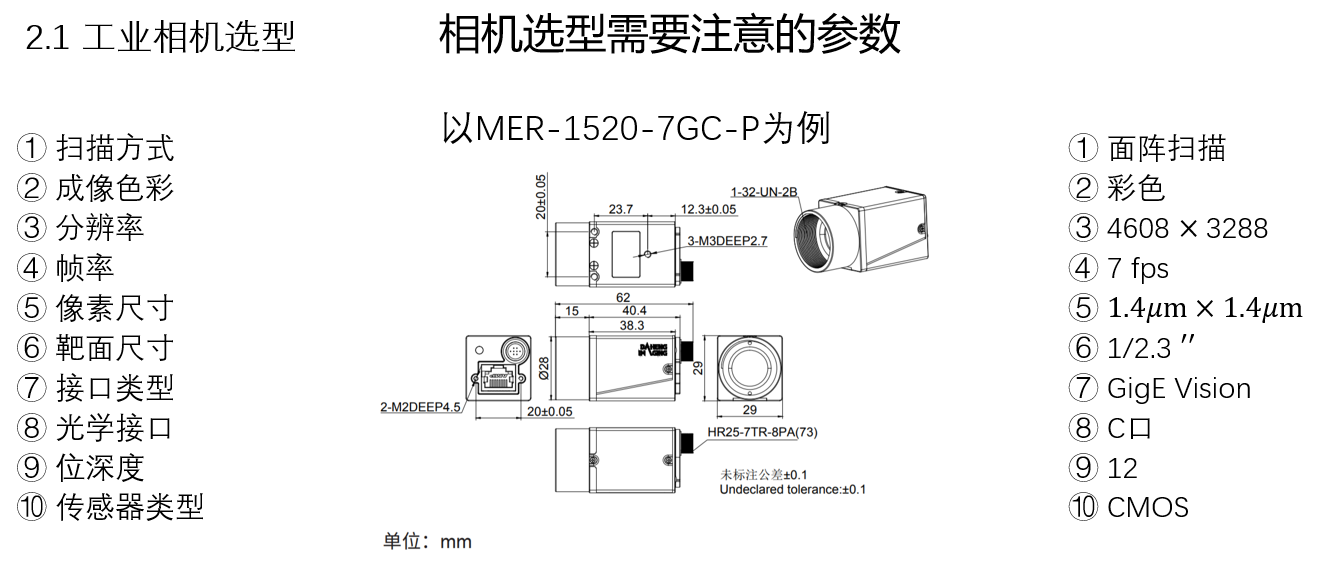 2.1 工业相机选型
相机选型需要注意的参数
以MER-1520-7GC-P为例
① 扫描方式
② 成像色彩
③ 分辨率
④ 帧率
⑤ 像素尺寸
⑥ 靶面尺寸
⑦ 接口类型
⑧ 光学接口
⑨ 位深度
⑩ 传感器类型
20±0.05
23.7
12.3±0.05
1-32-UN-2B
3-M3DEEP2.7
62
15
40.4
38.3
Ø28
DAHENG
IMAGING
29
29
2-M2DEEP4.5
20±0.05
HR25-7TR-8PA(73)
未标注公差±0.1
Undeclared tolerance:±0.1
单位：mm
① 面阵扫描
② 彩色
③ 4608 × 3288
④ 7 fps
⑤ 1.4μm × 1.4μm
⑥ 1/2.3 ″
⑦ GigE Vision
⑧ C口
⑨ 12
⑩ CMOS